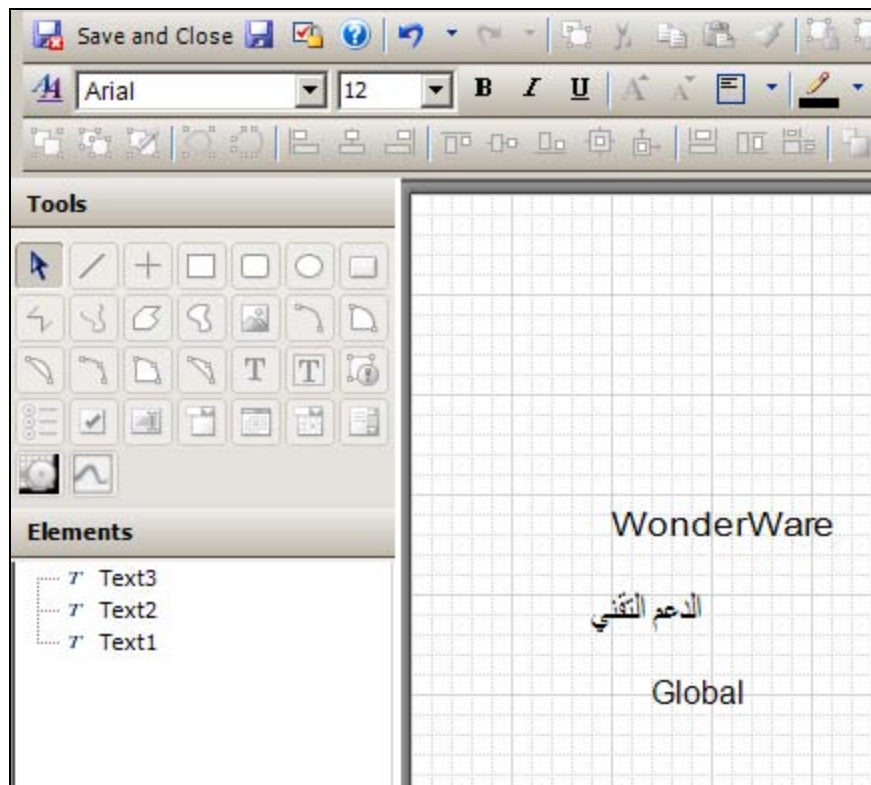 Save and Close
Arial 12 B I U
Tools
Elements
Text3
Text2
Text1
WonderWare
الدعم التقني
Global